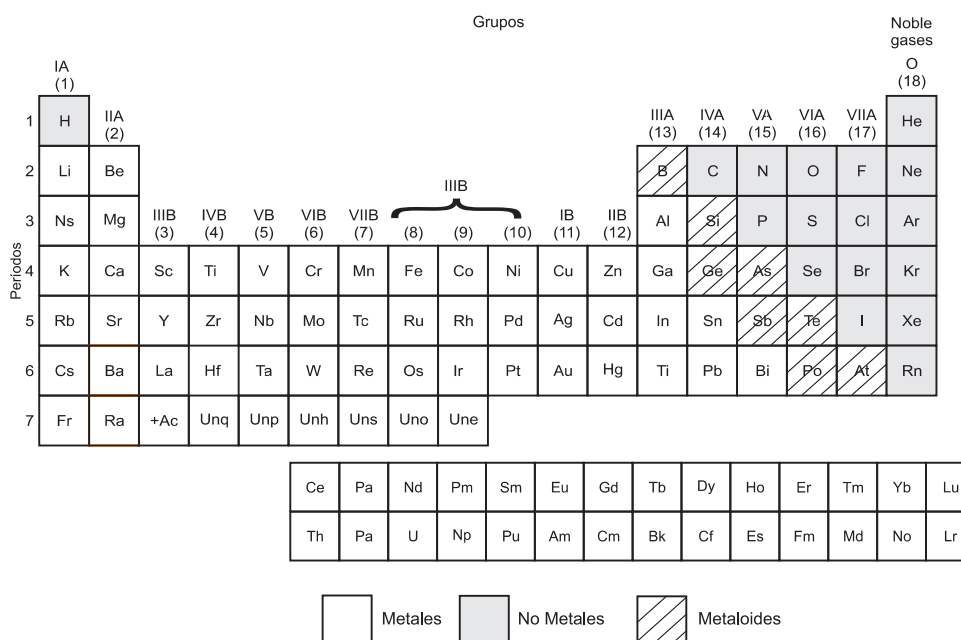 Grupos
Noble
gases
IA
(1)
O
(18)
IIA
(2)
IIIA
(13)
IVA
(14)
VA
(15)
VIA
(16)
VIIA
(17)
1 H He
2 Li Be B C N O F Ne
IIIB
3 Ns Mg Al Si P S Cl Ar
IIIB
(3)
IVB
(4)
VB
(5)
VIB
(6)
VIIB
(7)
(8)
(9)
(10)
IB
(11)
IIB
(12)
Períodos
4 K Ca Sc Ti V Cr Mn Fe Co Ni Cu Zn Ga Ge As Se Br Kr
5 Rb Sr Y Zr Nb Mo Tc Ru Rh Pd Ag Cd In Sn Sb Te I Xe
6 Cs Ba La Hf Ta W Re Os Ir Pt Au Hg Ti Pb Bi Po At Rn
7 Fr Ra +Ac Unq Unp Unh Uns Uno Une
Ce Pa Nd Pm Sm Eu Gd Tb Dy Ho Er Tm Yb Lu
Th Pa U Np Pu Am Cm Bk Cf Es Fm Md No Lr
Metales No Metales Metaloides